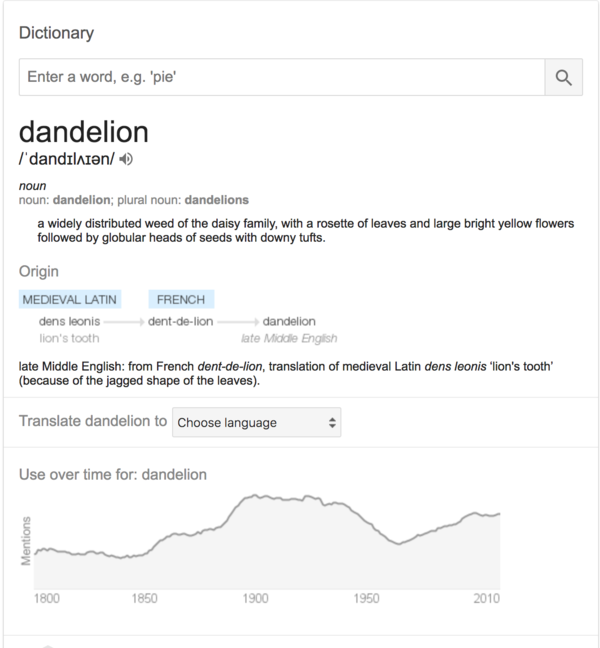 Dictionary
Enter a word, e.g. 'pie'
dandelion
/ˈdandɪlʌɪən/
noun
noun: dandelion; plural noun: dandelions
a widely distributed weed of the daisy family, with a rosette of leaves and large bright yellow flowers
followed by globular heads of seeds with downy tufts.
Origin
MEDIEVAL LATIN FRENCH
dens leonis dent-de-lion dandelion
lion's tooth late Middle English
late Middle English: from French dent-de-lion, translation of medieval Latin dens leonis ‘lion's tooth’
(because of the jagged shape of the leaves).
Translate dandelion to Choose language
Use over time for: dandelion
Mentions
1800 1850 1900 1950 2010